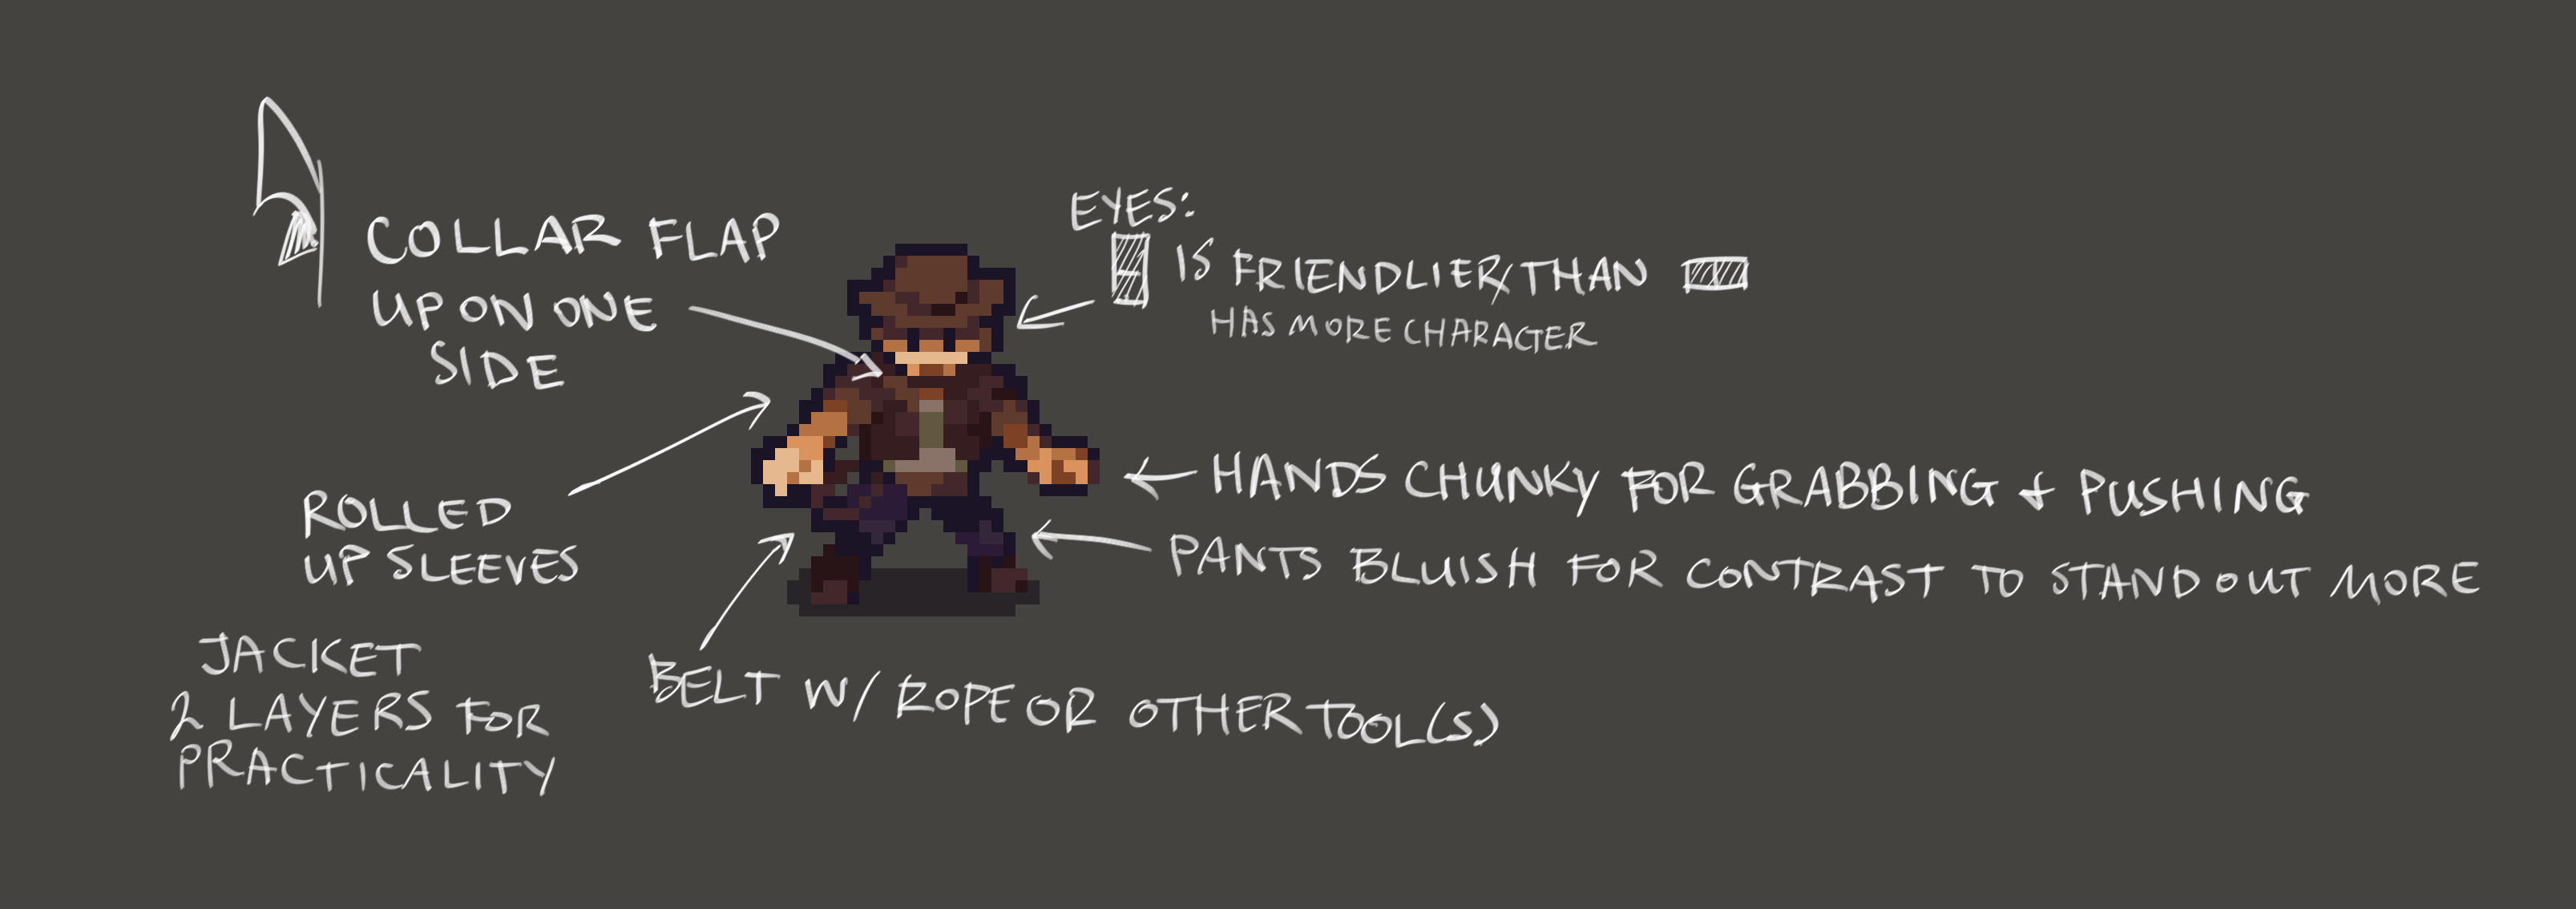 COLLAR FLAP
UP ON ONE
SIDE
EYES:
IS FRIENDLIER/THAN
HAS MORE CHARACTER
ROLLED
UP SLEEVES
HANDS CHUNKY FOR GRABBING & PUSHING
PANTS BLUISH FOR CONTRAST TO STAND OUT MORE
JACKET
2 LAYERS FOR
PRACTICALITY
BELT W/ ROPE OR OTHER TOOL(S)